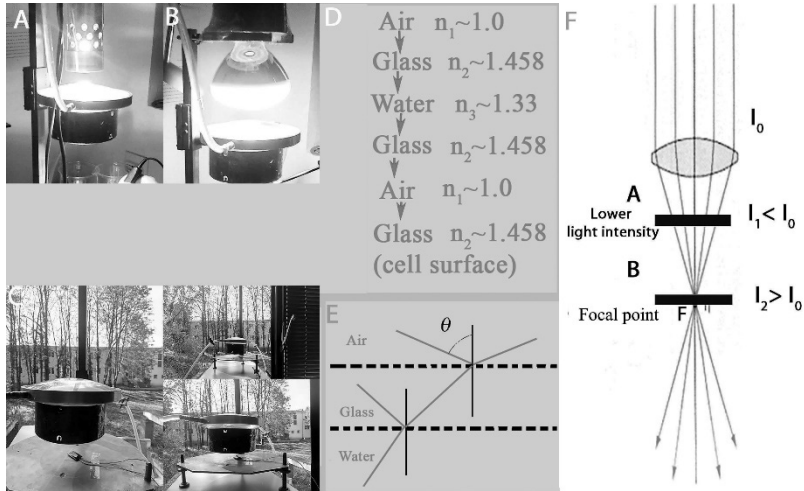 A
B
C
D
Air n₁~1.0
Glass n₂~1.458
Water n₃~1.33
Glass n₂~1.458
Air n₁~1.0
Glass n₂~1.458
(cell surface)
E
θ
Air
Glass
Water
F
I₀
A
Lower
light intensity
I₁< I₀
B
I₂> I₀
Focal point F